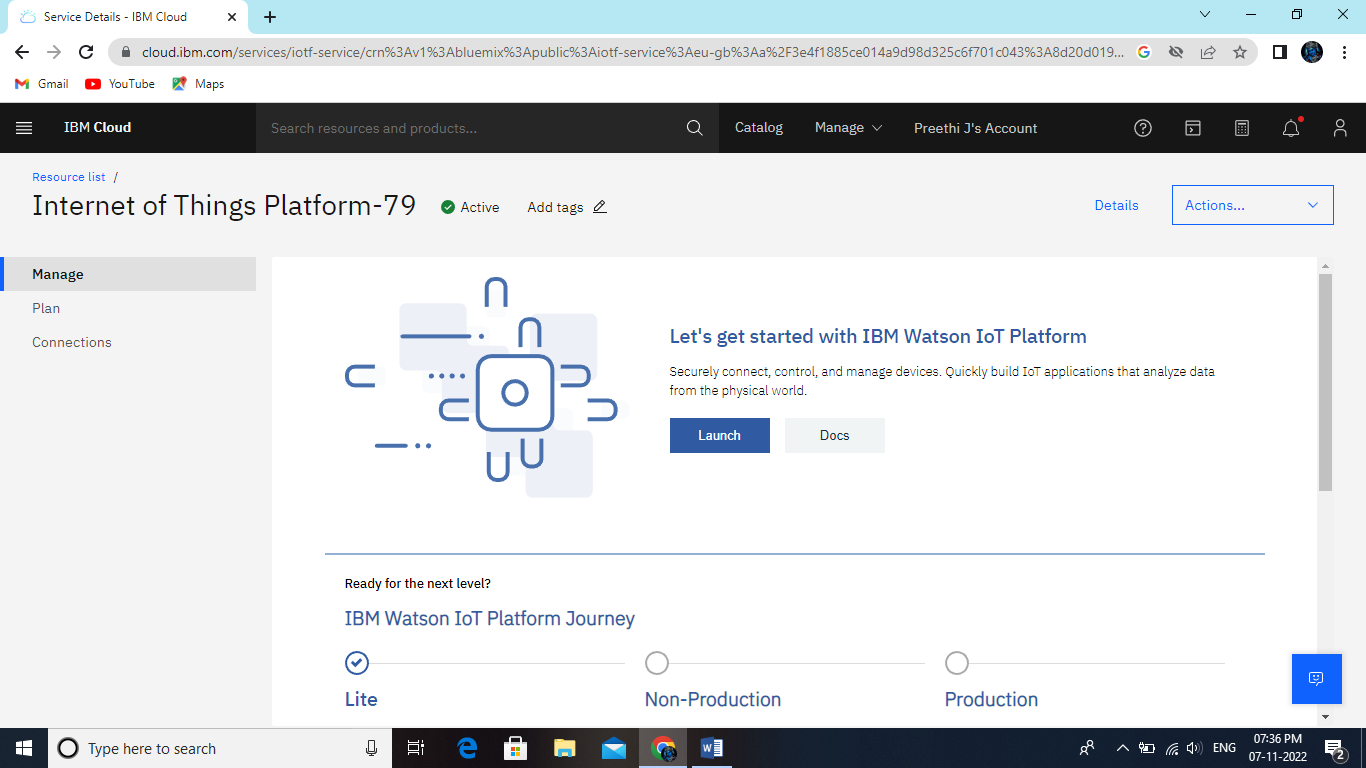 Service Details - IBM Cloud
cloud.ibm.com/services/iotf-service/crn%3Av1%3Abluemix%3Apublic%3Aiotf-service%3Aeu-gb%3Aa%2F3e4f1885ce014a9d98d325c6f701c043%3A8d20d019...
Gmail YouTube Maps
IBM Cloud Search resources and products... Catalog Manage Preethi J's Account
Resource list /
Internet of Things Platform-79 Active Add tags Details Actions...
Manage
Plan
Connections
Let's get started with IBM Watson IoT Platform
Securely connect, control, and manage devices. Quickly build IoT applications that analyze data
from the physical world.
Launch Docs
Ready for the next level?
IBM Watson IoT Platform Journey
Lite Non-Production Production
Type here to search
ENG
07:36 PM
07-11-2022
2